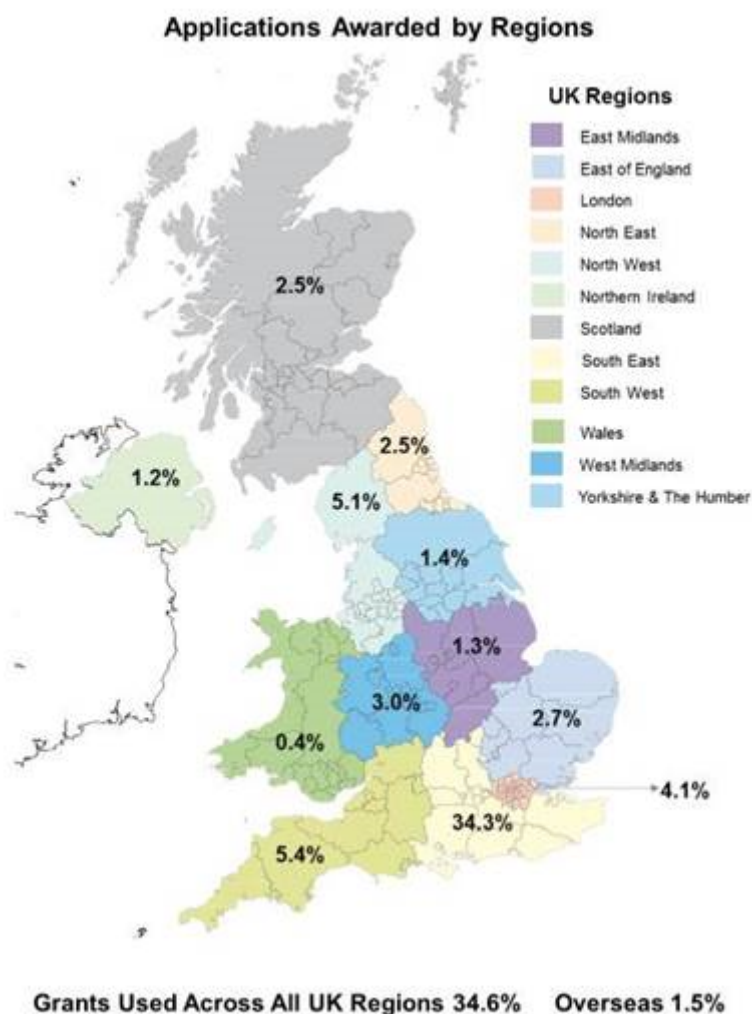 Applications Awarded by Regions
UK Regions
East Midlands
East of England
London
North East
North West
Northern Ireland
Scotland
South East
South West
Wales
West Midlands
Yorkshire & The Humber
2.5%
2.5%
1.2%
5.1%
1.4%
1.3%
3.0%
2.7%
0.4%
4.1%
34.3%
5.4%
Grants Used Across All UK Regions 34.6% Overseas 1.5%